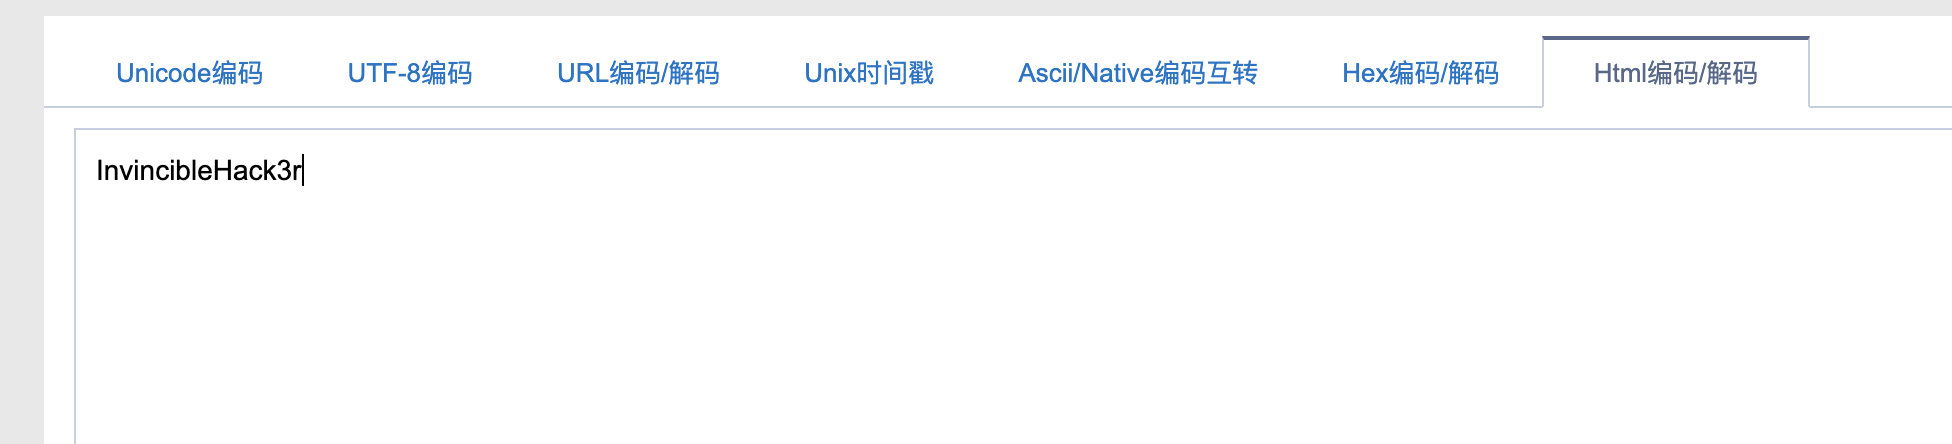 Unicode编码 UTF-8编码 URL编码/解码 Unix时间戳 Ascii/Native编码互转 Hex编码/解码 Html编码/解码
InvincibleHack3r